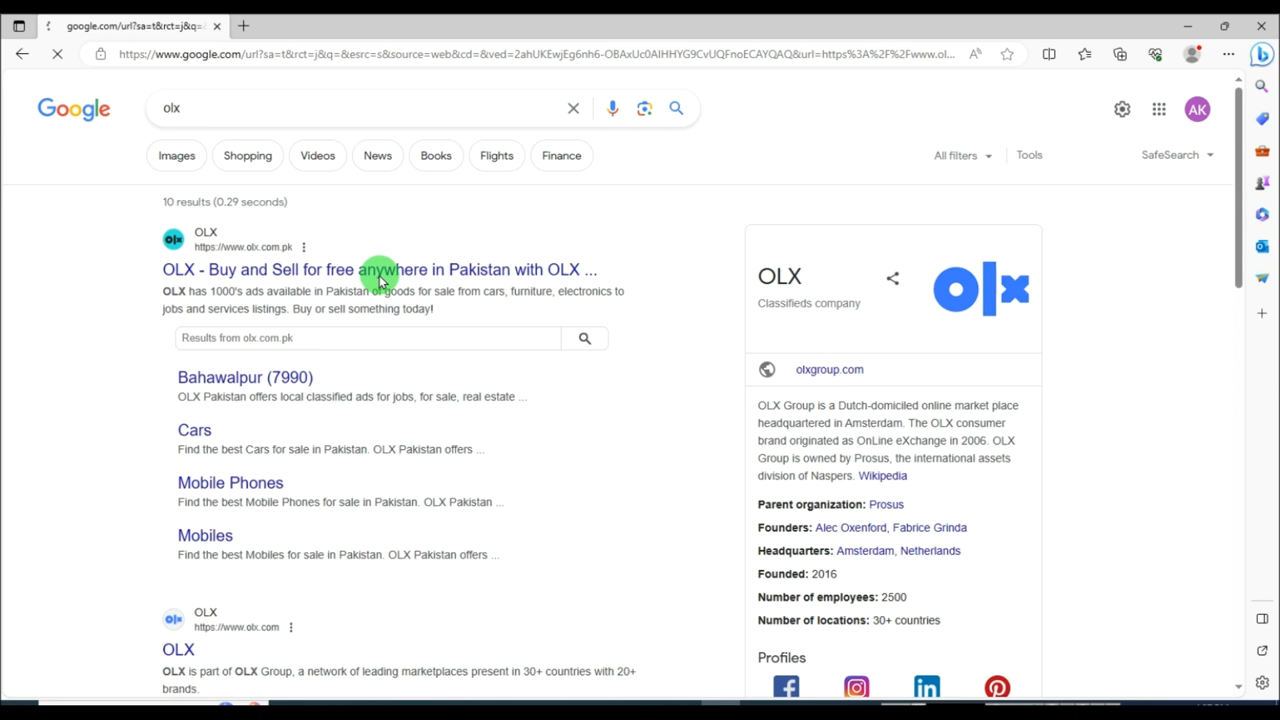 google.com/url?sa=t&rct=j&q=
https://www.google.com/url?sa=t&rct=j&q=&esrc=s&source=web&cd=&ved=2ahUKEwjEg6nh6-OBAxUc0AIHHYG9CvUQFnoECAYQAQ&url=https%3A%2F%2Fwww.ol...
Google
olx
AK
Images
Shopping
Videos
News
Books
Flights
Finance
All filters
Tools
SafeSearch
10 results (0.29 seconds)
olx
OLX
https://www.olx.com.pk
OLX - Buy and Sell for free anywhere in Pakistan with OLX ...
OLX has 1000's ads available in Pakistan of goods for sale from cars, furniture, electronics to
jobs and services listings. Buy or sell something today!
Results from olx.com.pk
Bahawalpur (7990)
OLX Pakistan offers local classified ads for jobs, for sale, real estate ...
Cars
Find the best Cars for sale in Pakistan. OLX Pakistan offers ...
Mobile Phones
Find the best Mobile Phones for sale in Pakistan. OLX Pakistan ...
Mobiles
Find the best Mobiles for sale in Pakistan. OLX Pakistan offers ...
olx
OLX
https://www.olx.com
OLX
OLX is part of OLX Group, a network of leading marketplaces present in 30+ countries with 20+
brands.
OLX
Classifieds company
olx
olxgroup.com
OLX Group is a Dutch-domiciled online market place
headquartered in Amsterdam. The OLX consumer
brand originated as OnLine eXchange in 2006. OLX
Group is owned by Prosus, the international assets
division of Naspers. Wikipedia
Parent organization: Prosus
Founders: Alec Oxenford, Fabrice Grinda
Headquarters: Amsterdam, Netherlands
Founded: 2016
Number of employees: 2500
Number of locations: 30+ countries
Profiles